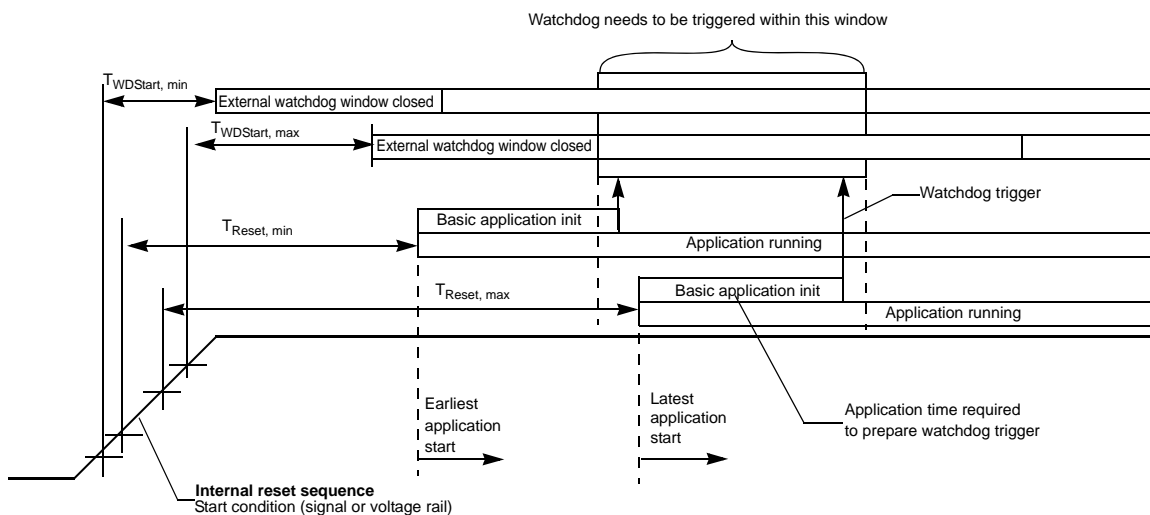 Watchdog needs to be triggered within this window
TWDStart, min
External watchdog window closed
TWDStart, max
External watchdog window closed
Watchdog trigger
Basic application init
TReset, min
Application running
TReset, max
Basic application init
Application running
Earliest
application
start
Latest
application
start
Application time required
to prepare watchdog trigger
Internal reset sequence
Start condition (signal or voltage rail)